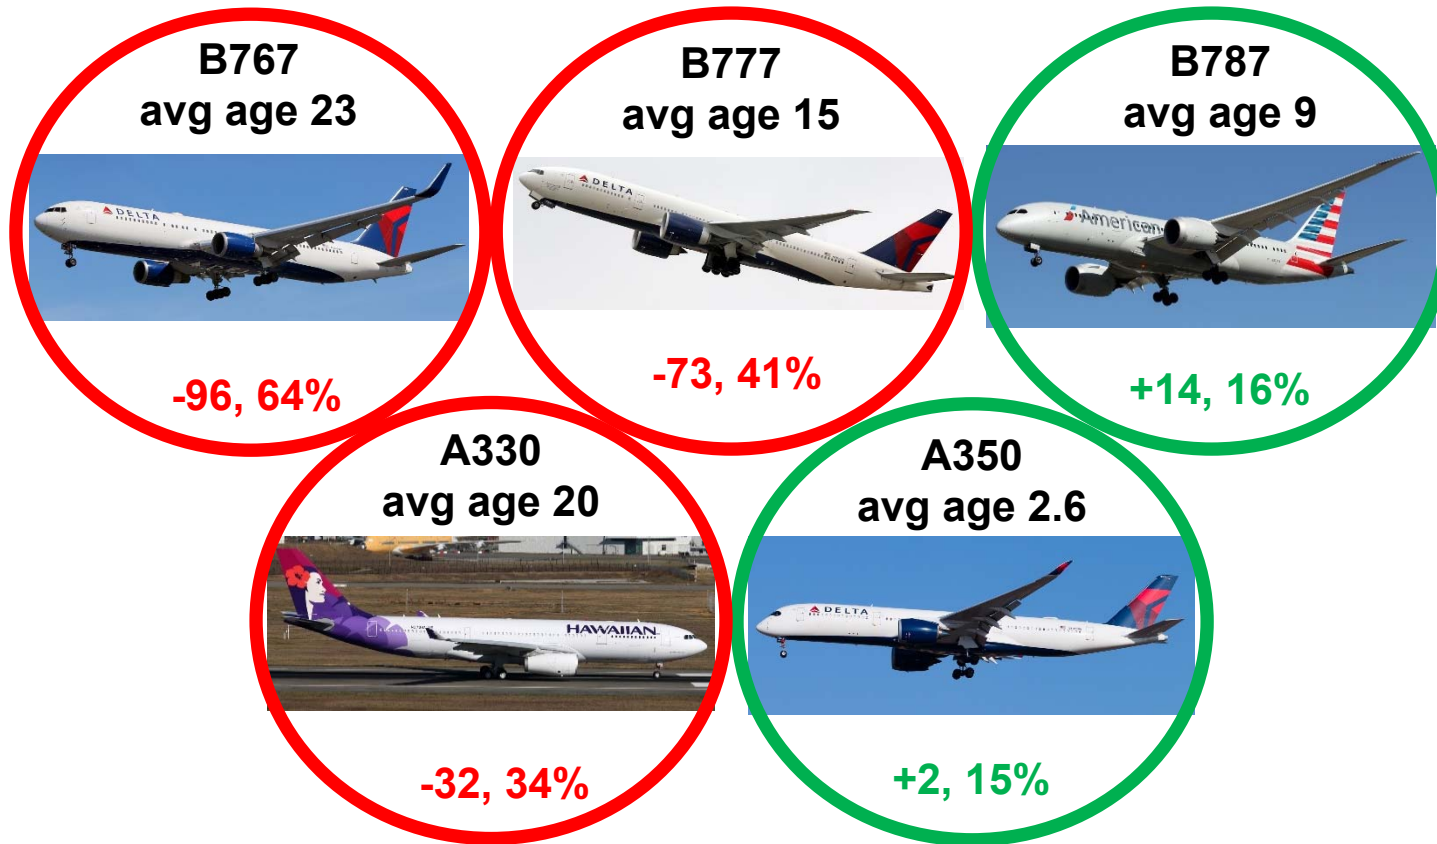 B767
avg age 23
DELTA
-96, 64%
B777
avg age 15
DELTA
-73, 41%
B787
avg age 9
American
+14, 16%
A330
avg age 20
HAWAIIAN
-32, 34%
A350
avg age 2.6
DELTA
+2, 15%